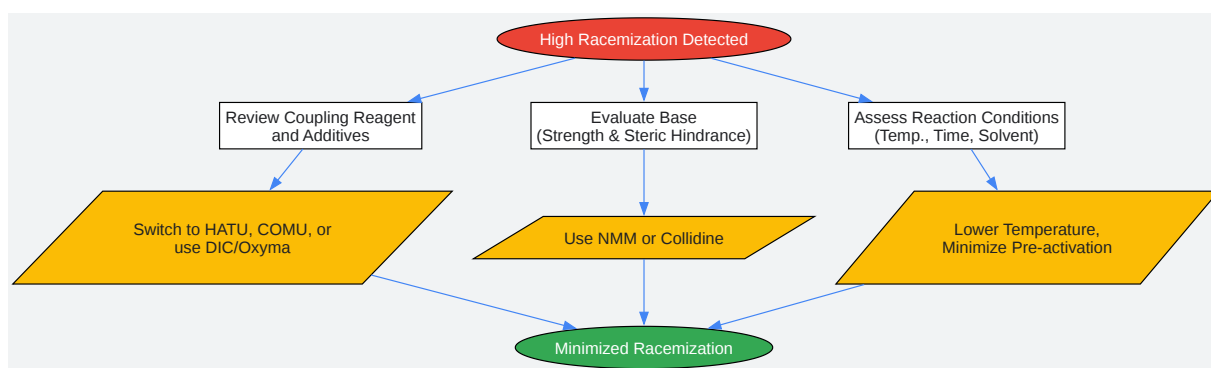 High Racemization Detected
Review Coupling Reagent
and Additives
Evaluate Base
(Strength & Steric Hindrance)
Assess Reaction Conditions
(Temp., Time, Solvent)
Switch to HATU, COMU, or
use DIC/Oxyma
Use NMM or Collidine
Lower Temperature,
Minimize Pre-activation
Minimized Racemization